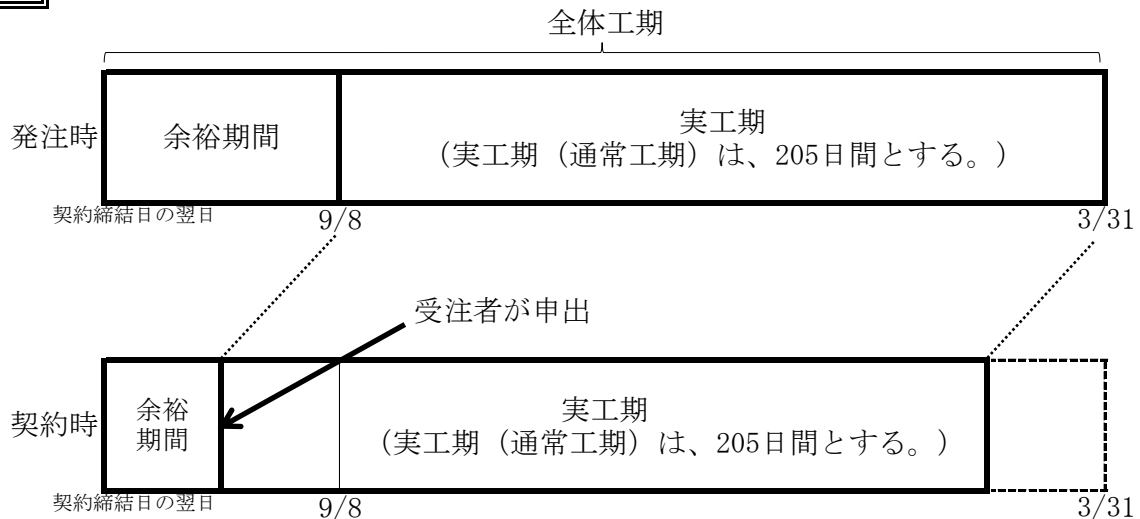 全体工期
発注時
余裕期間
実工期
(実工期(通常工期)は、205日間とする。)
契約締結日の翌日
9/8
3/31
受注者が申出
契約時
余裕
期間
実工期
(実工期(通常工期)は、205日間とする。)
契約締結日の翌日
9/8
3/31